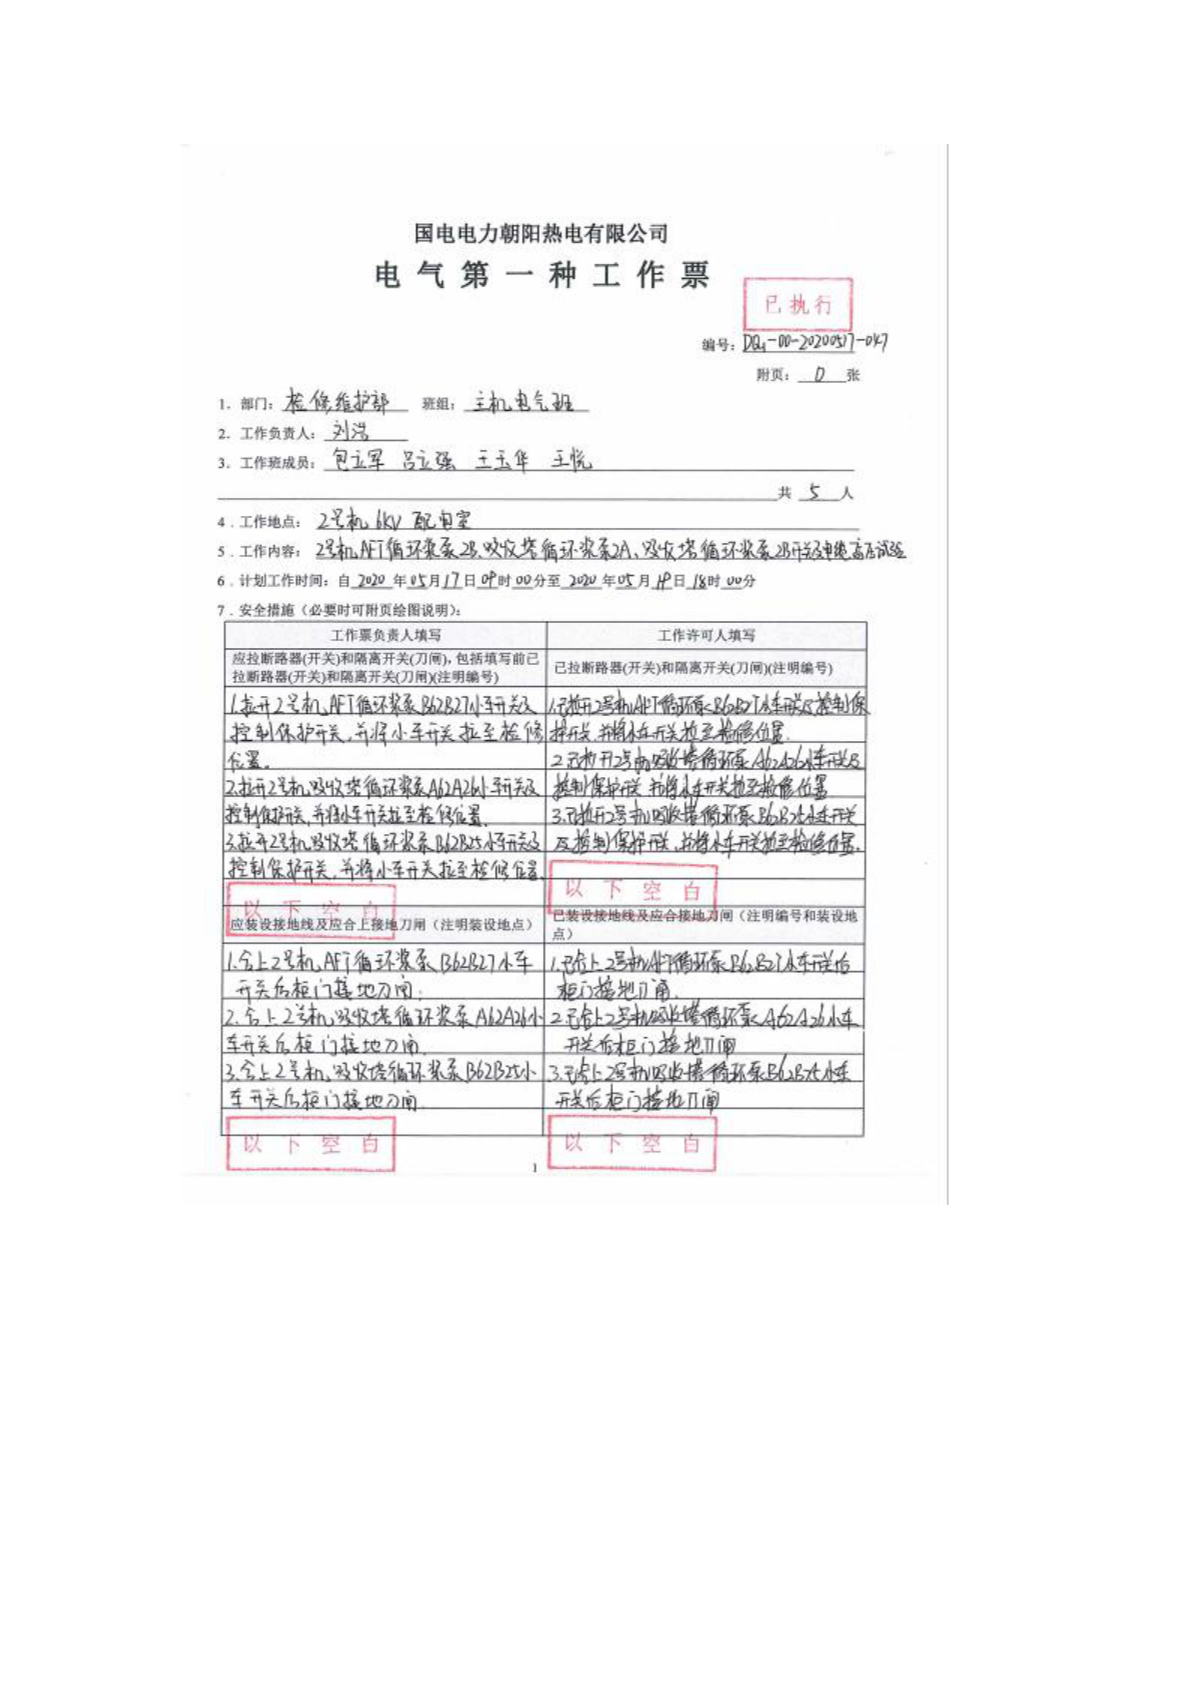 国电电力朝阳热电有限公司
电气第一种工作票
已执行
编号：DQ1-00-20200517-047
附页：0张
1．部门：检修维护部 班组：主机电气班
2．工作负责人：刘浩
3．工作班成员：包立军 吕立强 王玉华 王悦
共 5 人
4．工作地点：2号机6KV配电室
5．工作内容：2号机AFT循环浆泵2B、吸收塔循环浆泵2A、吸收塔循环浆泵2B开关及电缆高压试验
6．计划工作时间：自2020年05月17日09时00分至2020年05月19日18时00分
7．安全措施（必要时可附页绘图说明）：
工作票负责人填写 工作许可人填写
应拉断路器(开关)和隔离开关(刀闸)，包括填写前已 已拉断路器(开关)和隔离开关(刀闸)(注明编号)
拉断路器(开关)和隔离开关(刀闸)(注明编号)
1.拉开2号机AFT循环浆泵B62B27小车开关及 1.已拉开2号机AFT循环泵B62B27小车开关及控制保
控制保护开关,并将小车开关拉至检修 护开关,并将小车开关拉至检修位置.
位置。 2.已拉开2号机吸收塔循环泵A62A26小车开关及
2.拉开2号机吸收塔循环浆泵A62A26小车开关及 控制保护开关,并将小车开关拉至检修位置
控制保护开关,并将小车开关拉至检修位置. 3.已拉开2号机吸收塔循环泵B62B25小车开关
3.拉开2号机吸收塔循环浆泵B62B25小车开关及 及控制保护开关,并将小车开关拉至检修位置.
控制保护开关,并将小车开关拉至检修位置. 以下空白
以下空白
应装设接地线及应合上接地刀闸（注明装设地点） 已装设接地线及应合接地刀闸（注明编号和装设地
点）
1.合上2号机AFT循环浆泵B62B27小车 1.已合上2号机AFT循环泵B62B27小车开关后
开关后柜门接地刀闸; 柜门接地刀闸.
2.合上2号机吸收塔循环浆泵A62A26小 2.已合上2号机吸收塔循环泵A62A26小车
车开关后柜门接地刀闸. 开关后柜门接地刀闸
3.合上2号机吸收塔循环浆泵B62B25小 3.已合上2号机吸收塔循环泵B62B25小车
车开关后柜门接地刀闸. 开关后柜门接地刀闸
以下空白 以下空白
1